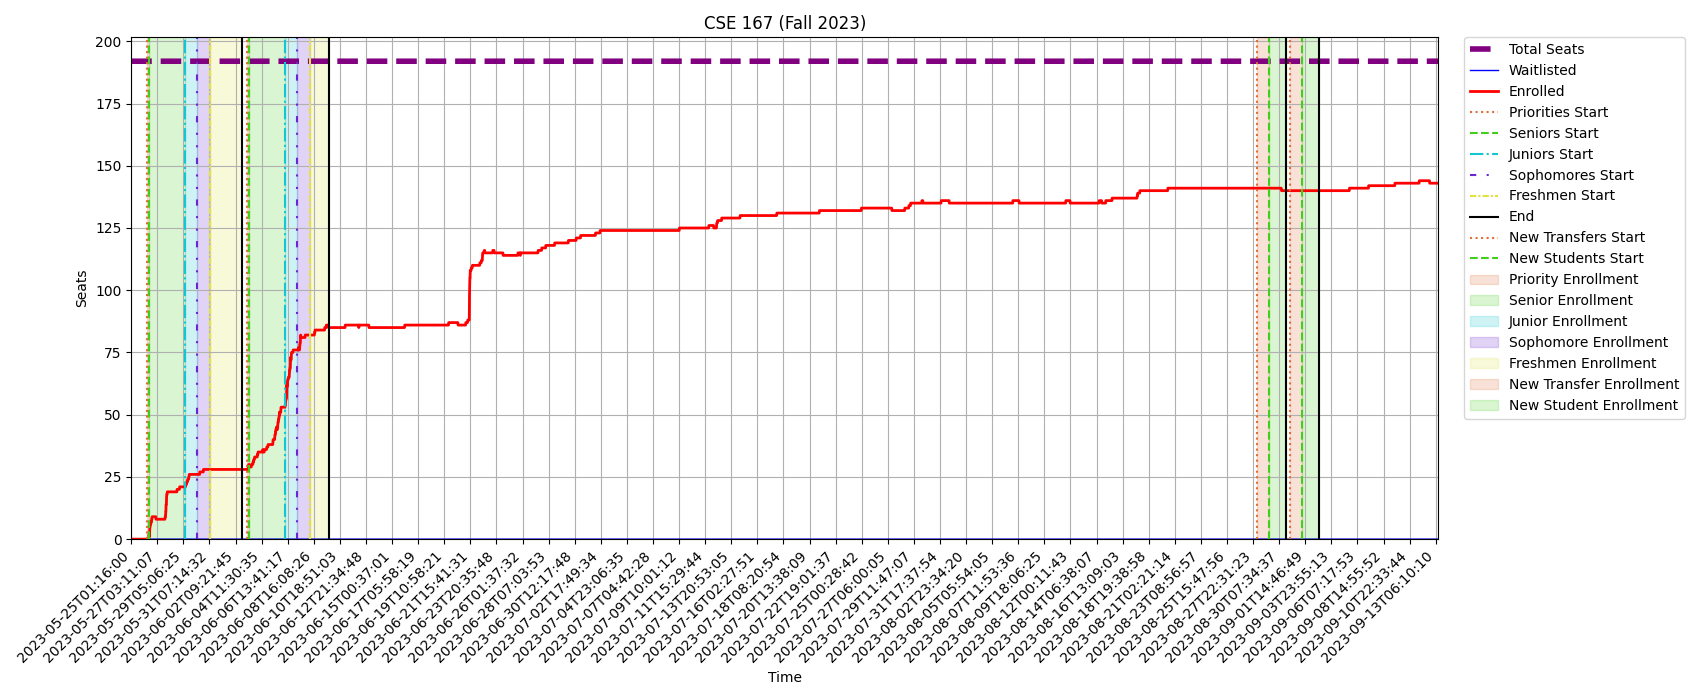 CSE 167 (Fall 2023)
Seats
200
175
150
125
100
75
50
25
0
2023-05-25T01:16:00
2023-05-27T03:11:07
2023-05-29T05:06:25
2023-05-31T07:14:32
2023-06-02T09:21:45
2023-06-04T11:30:35
2023-06-06T13:41:17
2023-06-08T16:08:26
2023-06-10T18:51:03
2023-06-12T21:34:48
2023-06-15T00:37:01
2023-06-17T05:58:19
2023-06-19T10:58:21
2023-06-21T15:41:31
2023-06-23T20:35:48
2023-06-26T01:37:32
2023-06-28T07:03:53
2023-06-30T12:17:48
2023-07-02T17:49:34
2023-07-04T23:06:35
2023-07-07T04:42:28
2023-07-09T10:01:12
2023-07-11T15:29:44
2023-07-13T20:53:05
2023-07-16T02:27:51
2023-07-18T08:20:54
2023-07-20T13:38:09
2023-07-22T19:01:37
2023-07-25T00:28:42
2023-07-27T06:00:05
2023-07-29T11:47:07
2023-07-31T17:37:54
2023-08-02T23:34:20
2023-08-05T05:54:05
2023-08-07T11:53:36
2023-08-09T18:06:25
2023-08-12T00:11:43
2023-08-14T06:38:07
2023-08-16T13:09:03
2023-08-18T19:38:58
2023-08-21T02:21:14
2023-08-23T08:56:57
2023-08-25T15:47:56
2023-08-27T22:31:23
2023-08-30T07:34:37
2023-09-01T14:46:49
2023-09-03T23:55:13
2023-09-06T07:17:53
2023-09-08T14:55:52
2023-09-10T22:33:44
2023-09-13T06:10:10
Time
Total Seats
Waitlisted
Enrolled
Priorities Start
Seniors Start
Juniors Start
Sophomores Start
Freshmen Start
End
New Transfers Start
New Students Start
Priority Enrollment
Senior Enrollment
Junior Enrollment
Sophomore Enrollment
Freshmen Enrollment
New Transfer Enrollment
New Student Enrollment